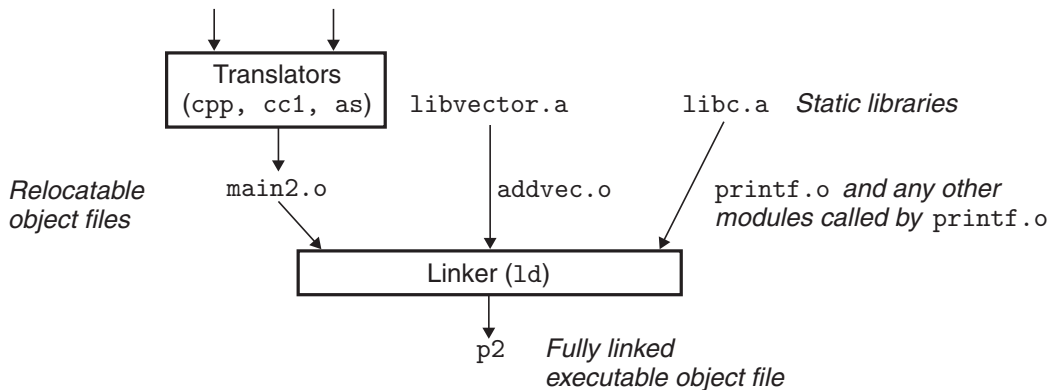 Translators
(cpp, cc1, as)
libvector.a
libc.a Static libraries
Relocatable
object files
main2.o
addvec.o
printf.o and any other
modules called by printf.o
Linker (ld)
p2
Fully linked
executable object file